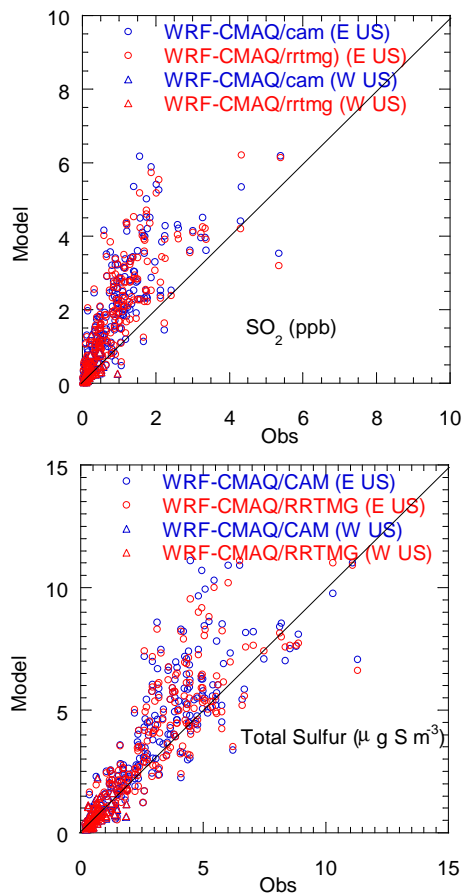 10
WRF-CMAQ/cam (E US)
WRF-CMAQ/rrtmg) (E US)
WRF-CMAQ/cam (W US)
WRF-CMAQ/rrtmg (W US)
8
6
Model
4
2
SO2 (ppb)
0
0 2 4 6 8 10
Obs
15
WRF-CMAQ/CAM (E US)
WRF-CMAQ/RRTMG (E US)
WRF-CMAQ/CAM (W US)
WRF-CMAQ/RRTMG (W US)
10
Model
5
Total Sulfur (μ g S m3)
0
0 5 10 15
Obs